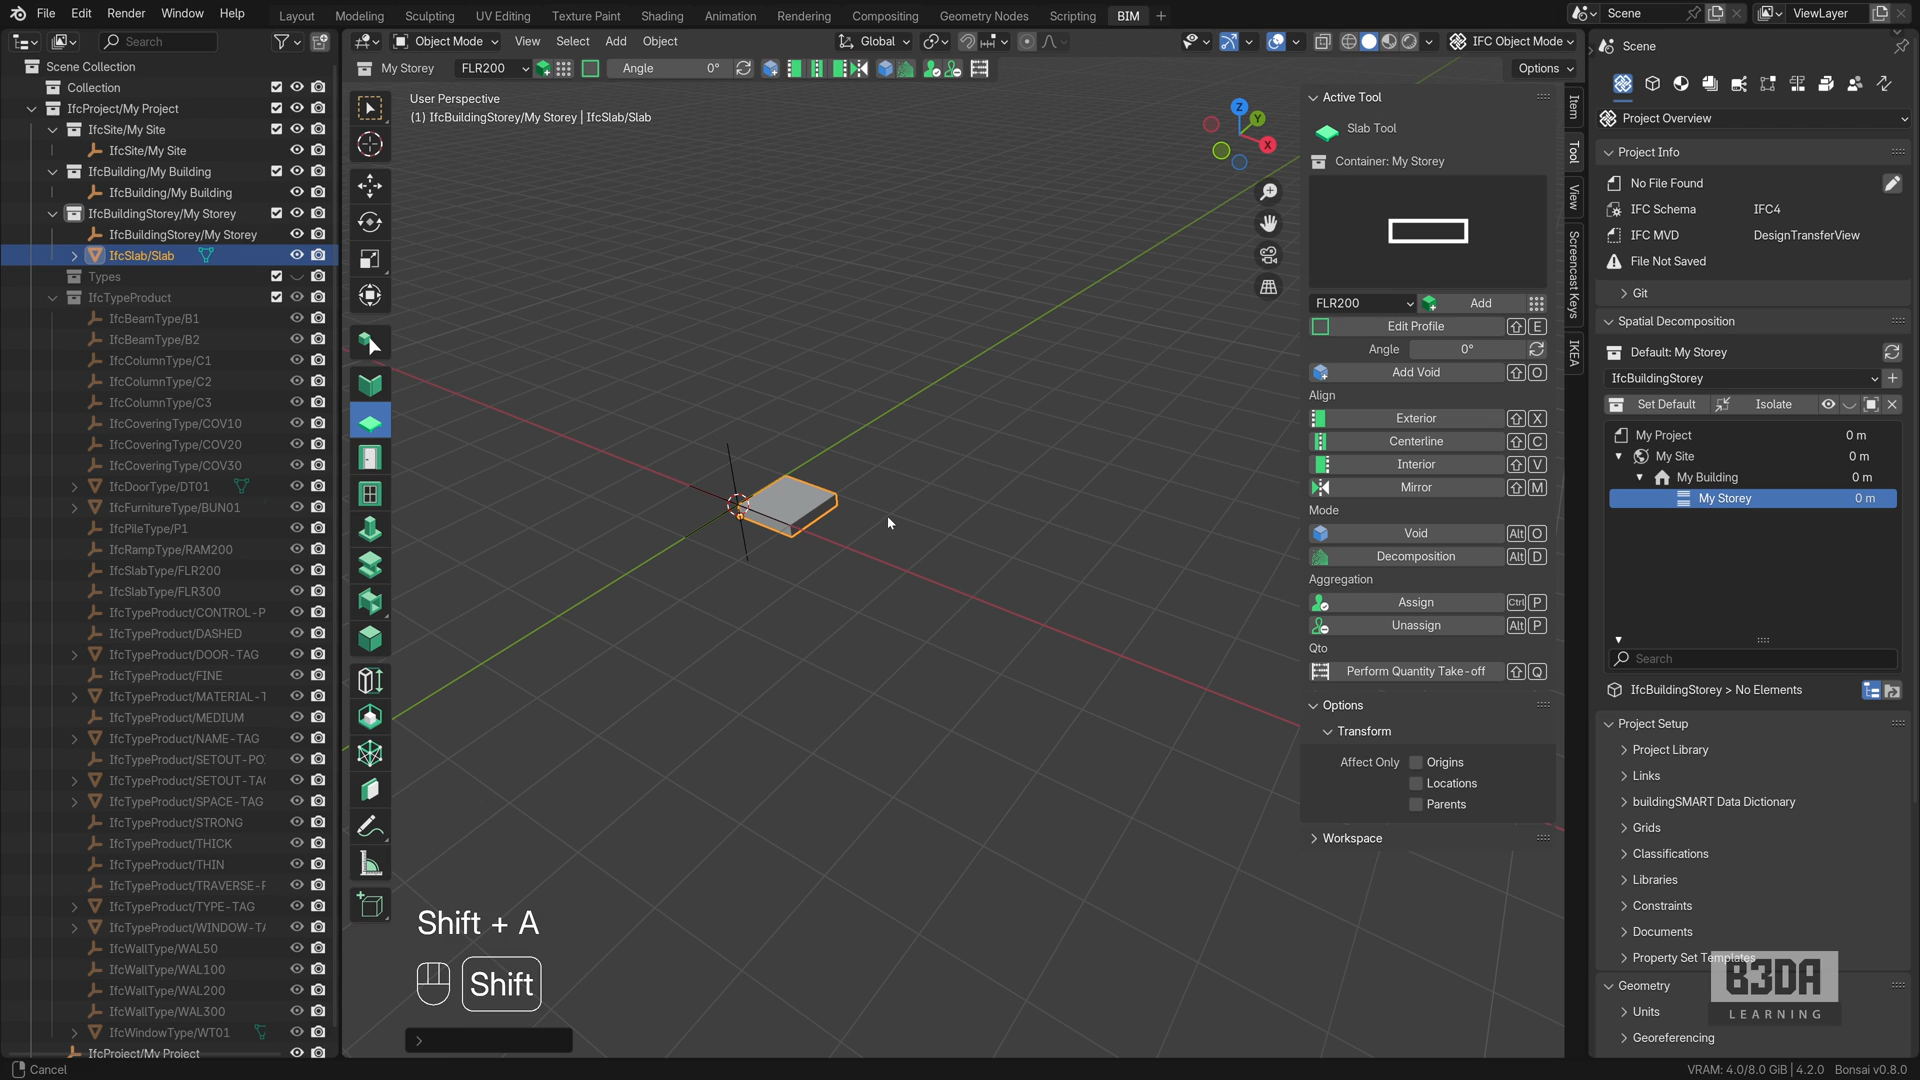 File Edit Render Window Help
Layout Modeling Sculpting UV Editing Texture Paint Shading Animation Rendering Compositing Geometry Nodes Scripting BIM
Scene
ViewLayer
Search
Object Mode View Select Add Object
Global
IFC Object Mode
Scene
My Storey
FLR200
Angle 0°
Options
Scene Collection
Collection
IfcProject/My Project
IfcSite/My Site
IfcSite/My Site
IfcBuilding/My Building
IfcBuilding/My Building
IfcBuildingStorey/My Storey
IfcBuildingStorey/My Storey
IfcSlab/Slab
Types
IfcTypeProduct
IfcBeamType/B1
IfcBeamType/B2
IfcColumnType/C1
IfcColumnType/C2
IfcColumnType/C3
IfcCoveringType/COV10
IfcCoveringType/COV20
IfcCoveringType/COV30
IfcDoorType/DT01
IfcFurnitureType/BUN01
IfcPileType/P1
IfcRampType/RAM200
IfcSlabType/FLR200
IfcSlabType/FLR300
IfcTypeProduct/CONTROL-P
IfcTypeProduct/DASHED
IfcTypeProduct/DOOR-TAG
IfcTypeProduct/FINE
IfcTypeProduct/MATERIAL-T
IfcTypeProduct/MEDIUM
IfcTypeProduct/NAME-TAG
IfcTypeProduct/SETOUT-PO
IfcTypeProduct/SETOUT-TA
IfcTypeProduct/SPACE-TAG
IfcTypeProduct/STRONG
IfcTypeProduct/THICK
IfcTypeProduct/THIN
IfcTypeProduct/TRAVERSE-F
IfcTypeProduct/TYPE-TAG
IfcTypeProduct/WINDOW-TA
IfcWallType/WAL50
IfcWallType/WAL100
IfcWallType/WAL200
IfcWallType/WAL300
IfcWindowType/WT01
IfcProject/My Project
Cancel
User Perspective
(1) IfcBuildingStorey/My Storey | IfcSlab/Slab
Z
Y
X
Shift + A
Shift
Active Tool
Slab Tool
Container: My Storey
FLR200
Add
Edit Profile E
Angle 0°
Add Void O
Align
Exterior X
Centerline C
Interior V
Mirror M
Mode
Void Alt O
Decomposition Alt D
Aggregation
Assign Ctrl P
Unassign Alt P
Qto
Perform Quantity Take-off Q
Options
Transform
Affect Only Origins
Locations
Parents
Workspace
Item
Tool
View
Screencast Keys
IKEA
Project Overview
Project Info
No File Found
IFC Schema IFC4
IFC MVD DesignTransferView
File Not Saved
Git
Spatial Decomposition
Default: My Storey
IfcBuildingStorey
Set Default Isolate
My Project 0 m
My Site 0 m
My Building 0 m
My Storey 0 m
Search
IfcBuildingStorey > No Elements
Project Setup
Project Library
Links
buildingSMART Data Dictionary
Grids
Classifications
Libraries
Constraints
Documents
Property Set Templates
Geometry
Units
Georeferencing
B3DA
LEARNING
VRAM: 4.0/8.0 GiB | 4.2.0 Bonsai v0.8.0